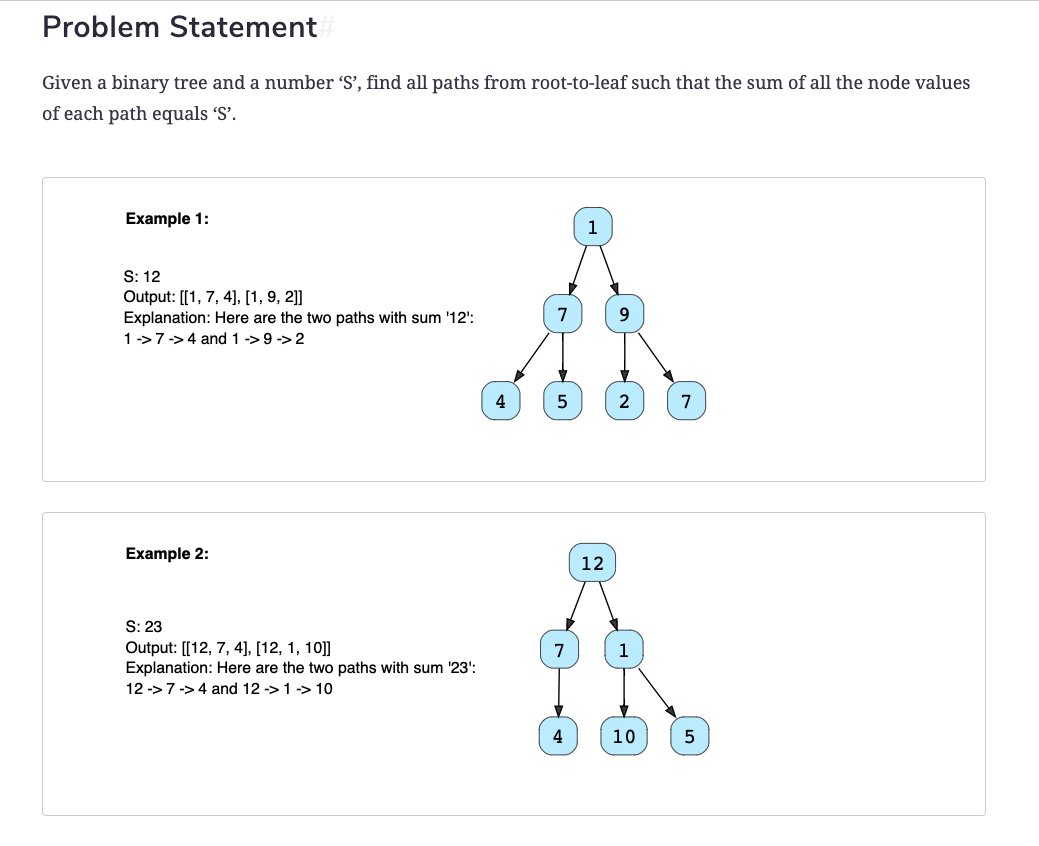 Problem Statement#
Given a binary tree and a number ‘S’, find all paths from root-to-leaf such that the sum of all the node values
of each path equals ‘S’.
Example 1:
S: 12
Output: [[1, 7, 4], [1, 9, 2]]
Explanation: Here are the two paths with sum '12':
1 -> 7 -> 4 and 1 -> 9 -> 2
1
7 9
4 5 2 7
Example 2:
S: 23
Output: [[12, 7, 4], [12, 1, 10]]
Explanation: Here are the two paths with sum '23':
12 -> 7 -> 4 and 12 -> 1 -> 10
12
7 1
4 10 5